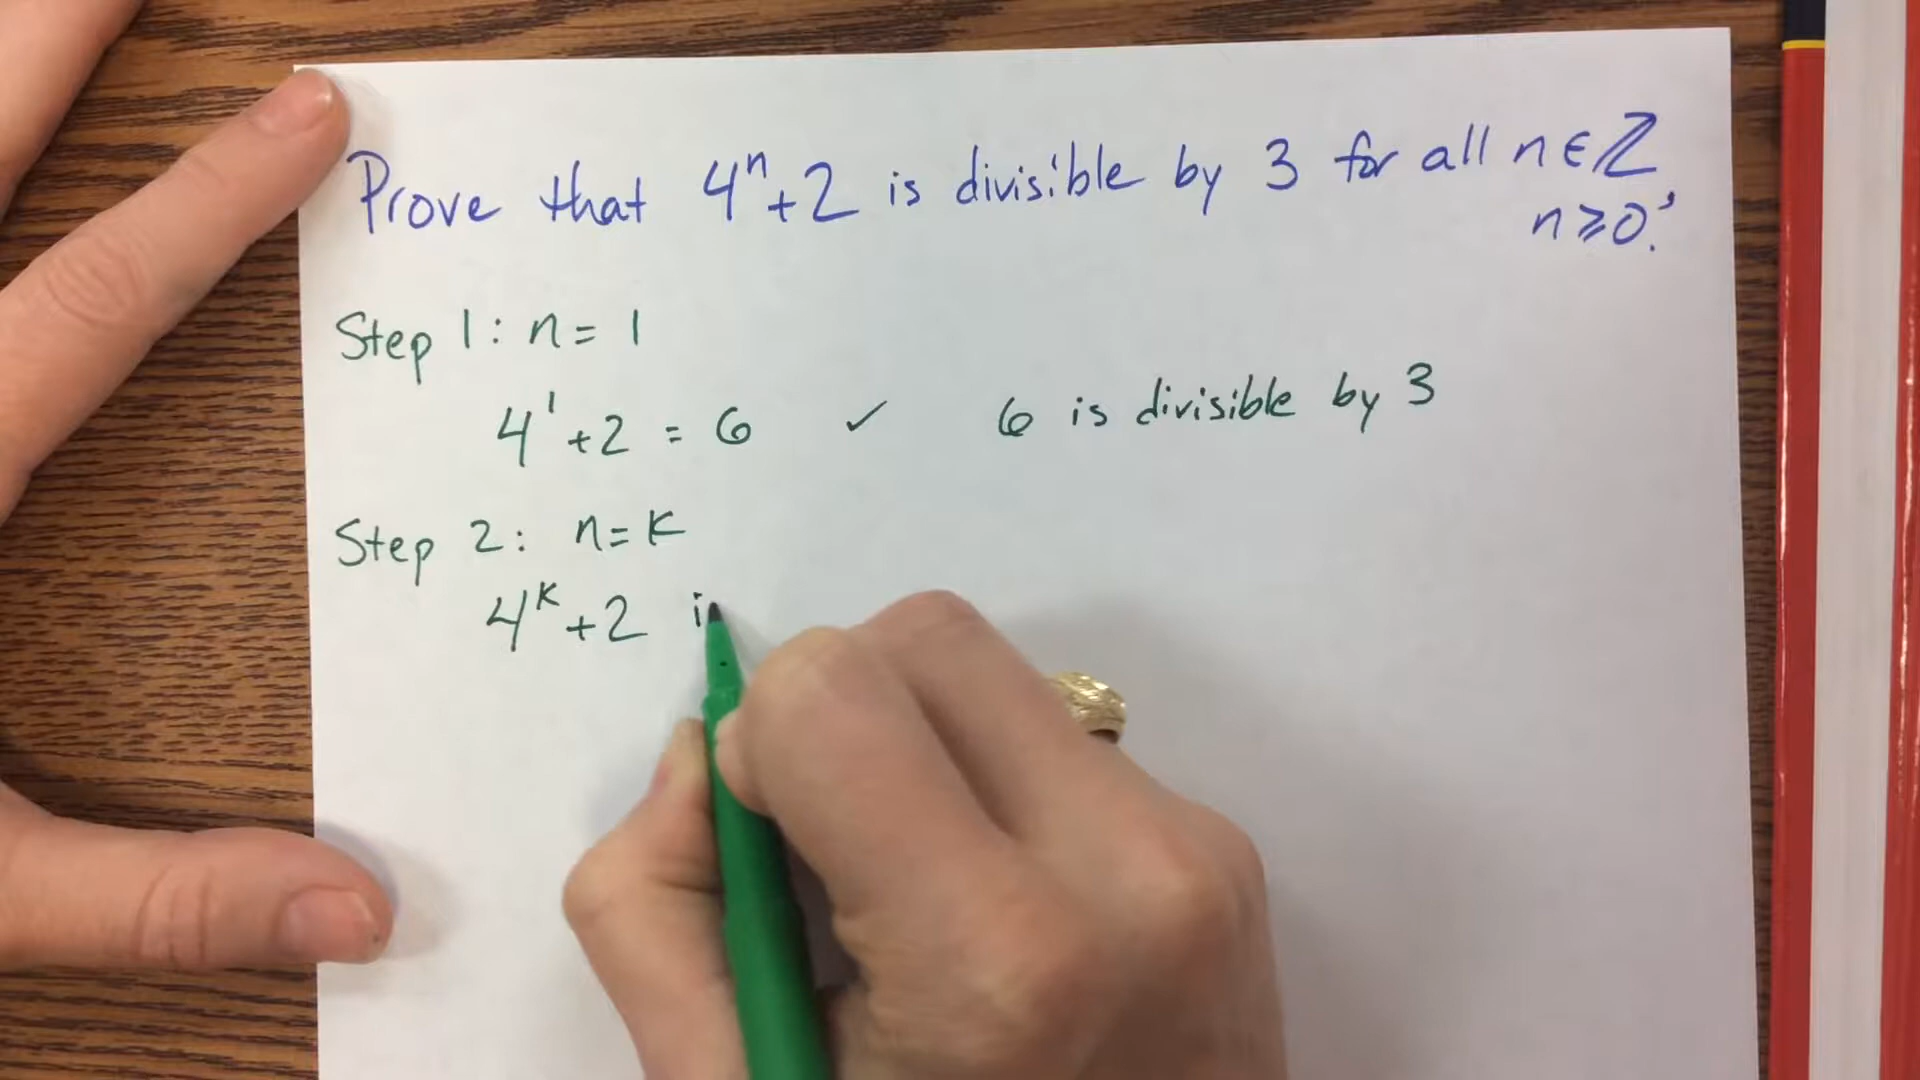 Prove that 4ⁿ+2 is divisible by 3 for all n ∈ ℤ,
n ⩾ 0.
Step 1: n = 1
4¹ + 2 = 6 ✓ 6 is divisible by 3
Step 2: n = k
4ᵏ + 2 i